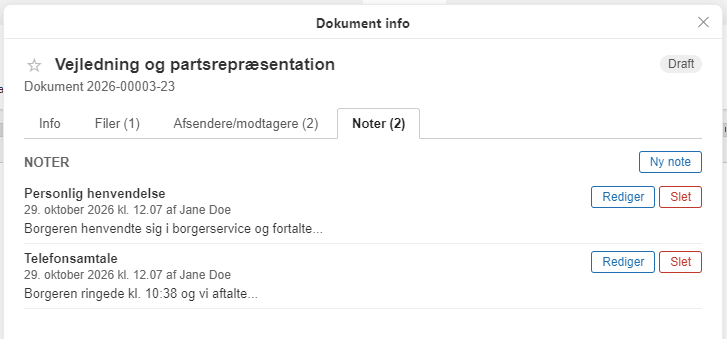 Dokument info
Vejledning og partsrepræsentation
Draft
Dokument 2026-00003-23
Info Filer (1) Afsendere/modtagere (2) Noter (2)
NOTER
Ny note
Personlig henvendelse
Rediger Slet
29. oktober 2026 kl. 12.07 af Jane Doe
Borgeren henvendte sig i borgerservice og fortalte...
Telefonsamtale
Rediger Slet
29. oktober 2026 kl. 12.07 af Jane Doe
Borgeren ringede kl. 10:38 og vi aftalte...